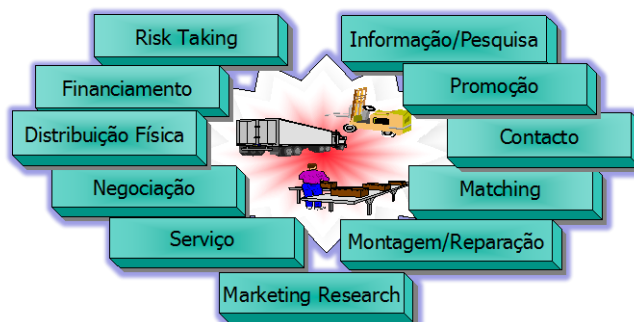 Risk Taking
Informação/Pesquisa
Financiamento
Promoção
Distribuição Física
Contacto
Negociação
Matching
Serviço
Montagem/Reparação
Marketing Research